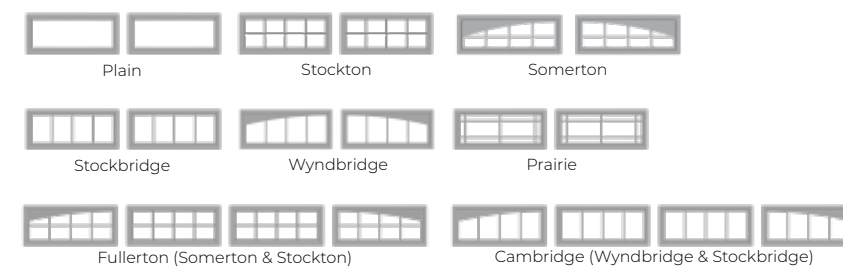 Plain
Stockton
Somerton
Stockbridge
Wyndbridge
Prairie
Fullerton (Somerton & Stockton)
Cambridge (Wyndbridge & Stockbridge)